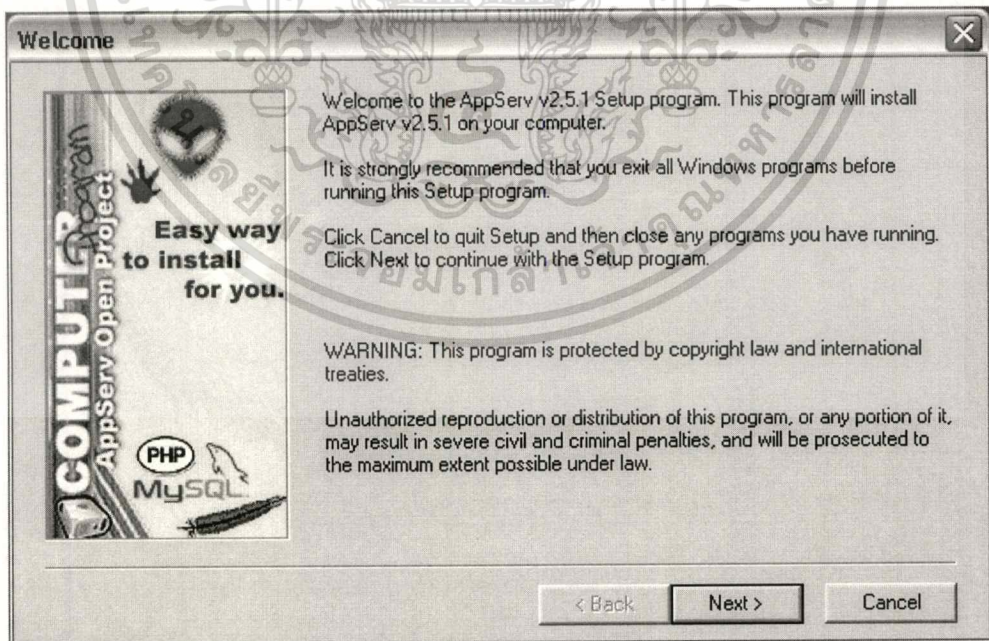 Welcome
Welcome to the AppServ v2.5.1 Setup program. This program will install
AppServ v2.5.1 on your computer.
It is strongly recommended that you exit all Windows programs before
running this Setup program.
Click Cancel to quit Setup and then close any programs you have running.
Click Next to continue with the Setup program.
WARNING: This program is protected by copyright law and international
treaties.
Unauthorized reproduction or distribution of this program, or any portion of it,
may result in severe civil and criminal penalties, and will be prosecuted to
the maximum extent possible under law.
COMPUTER
AppServ Open Project
Easy way
to install
for you.
PHP
MySQL
< Back
Next >
Cancel